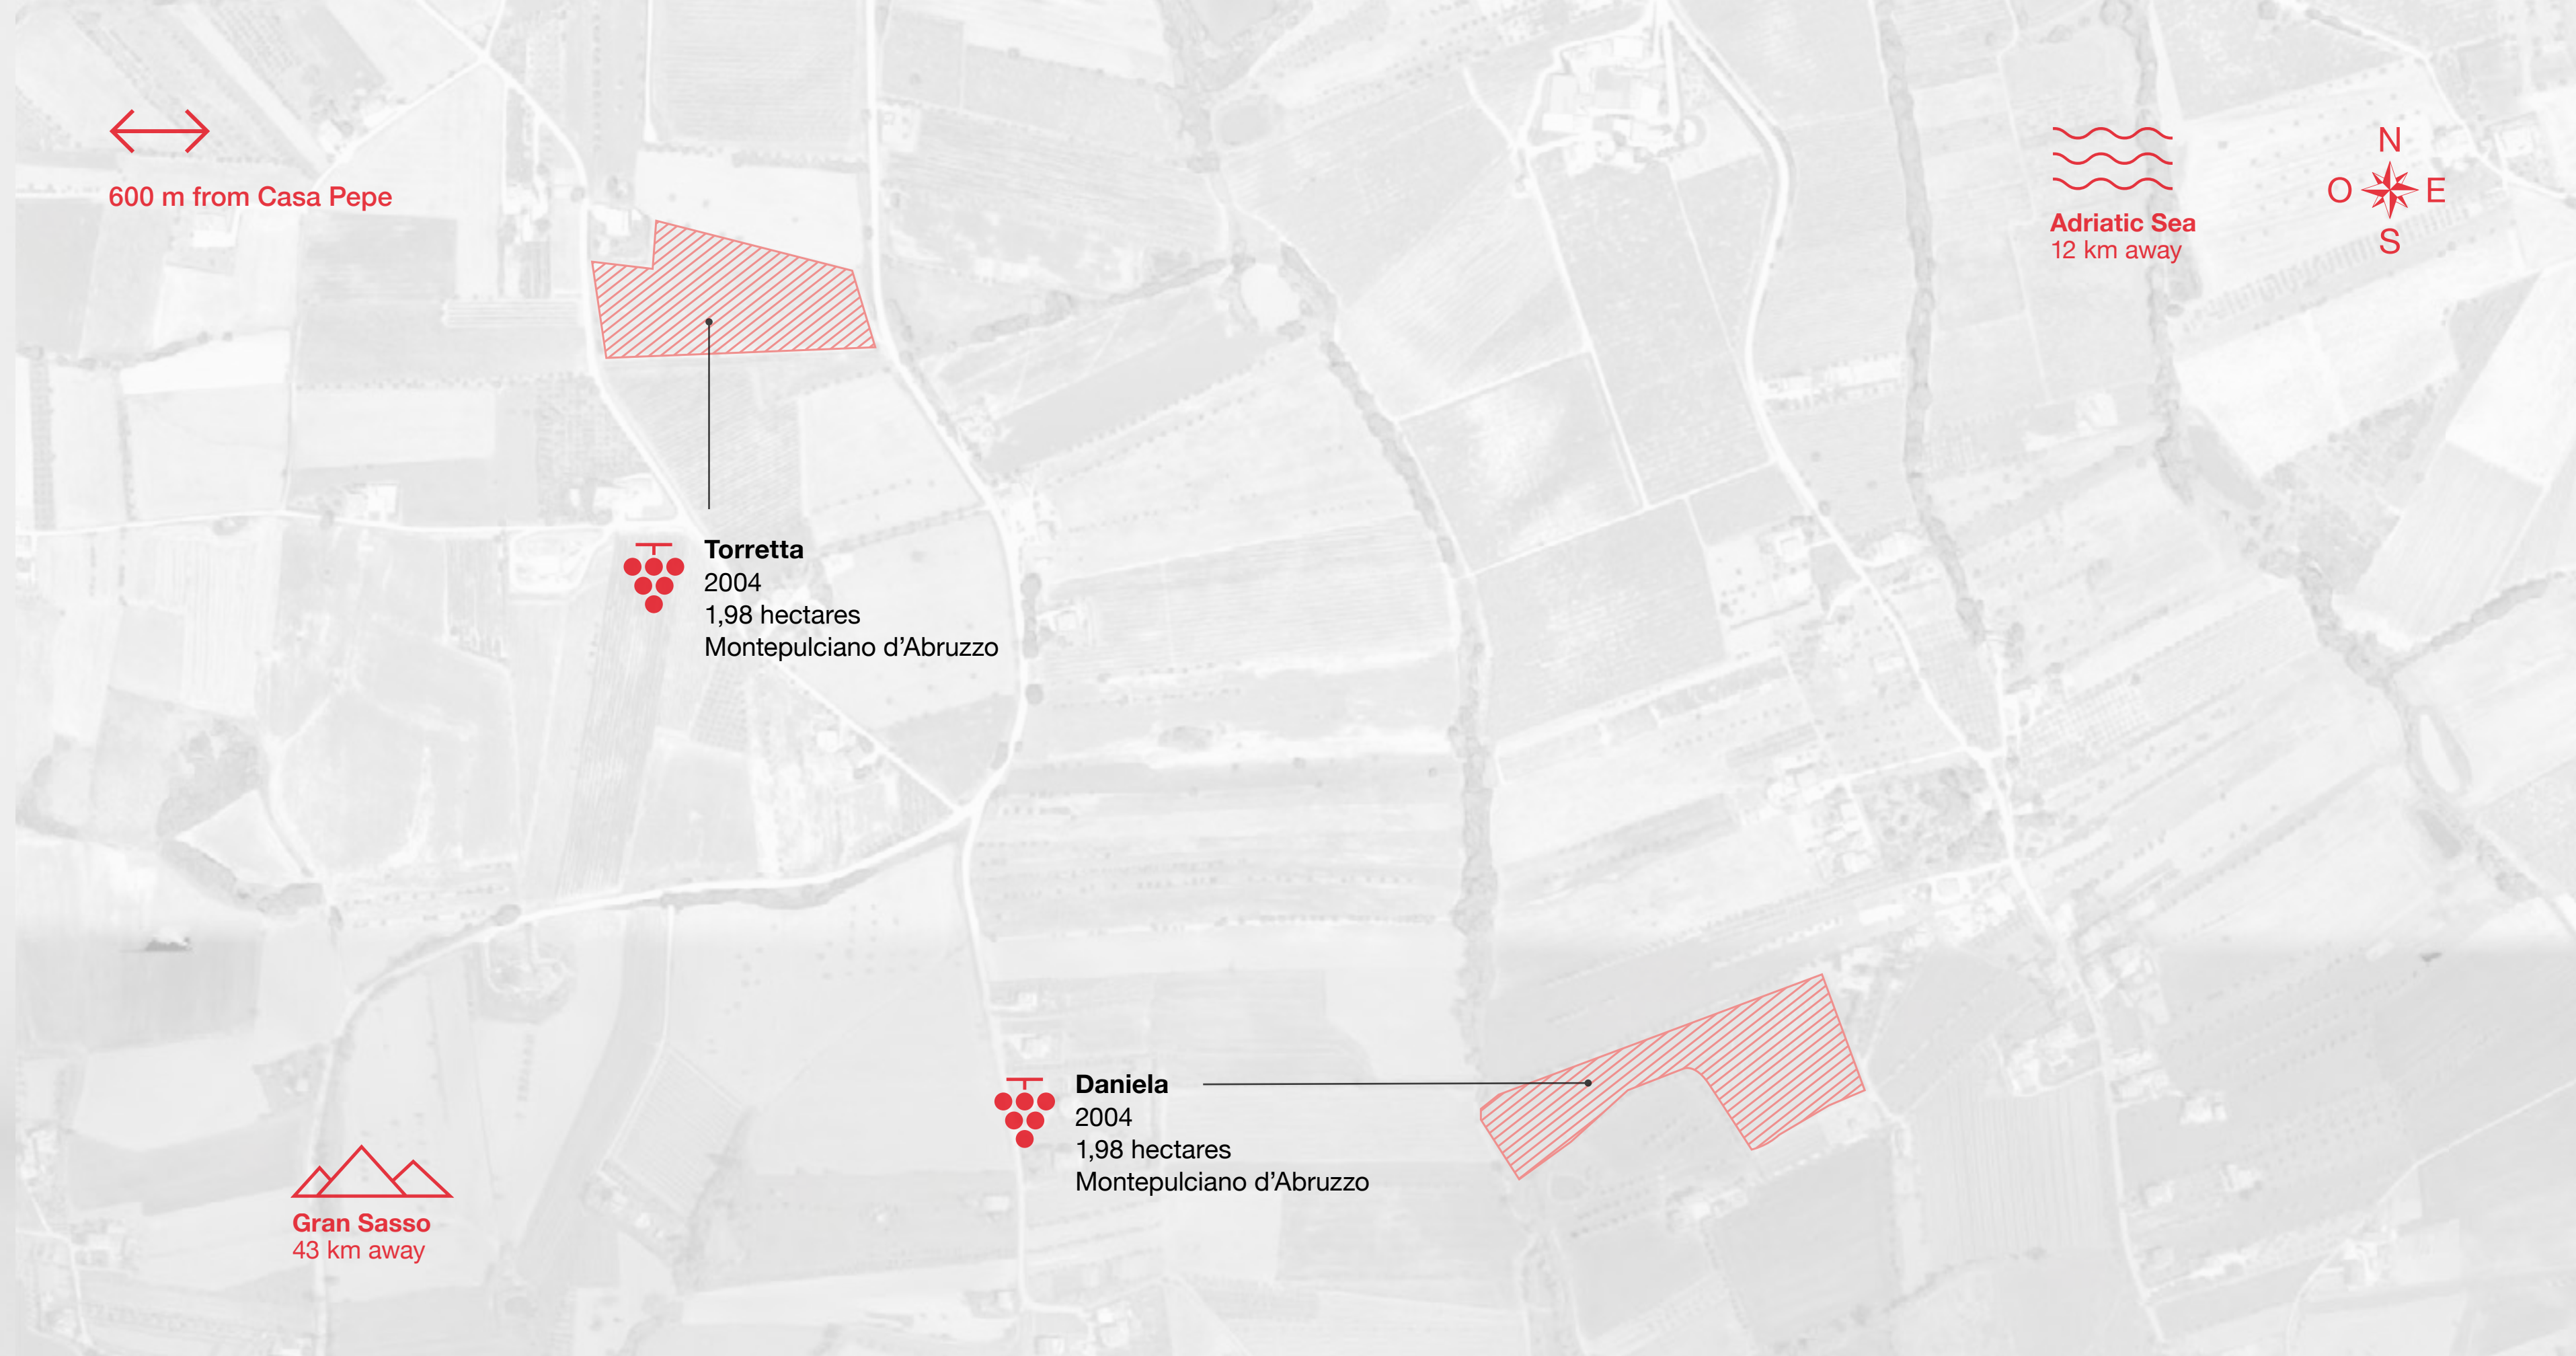 600 m from Casa Pepe
Adriatic Sea
12 km away
N
O E
S
Torretta
2004
1,98 hectares
Montepulciano d’Abruzzo
Daniela
2004
1,98 hectares
Montepulciano d’Abruzzo
Gran Sasso
43 km away